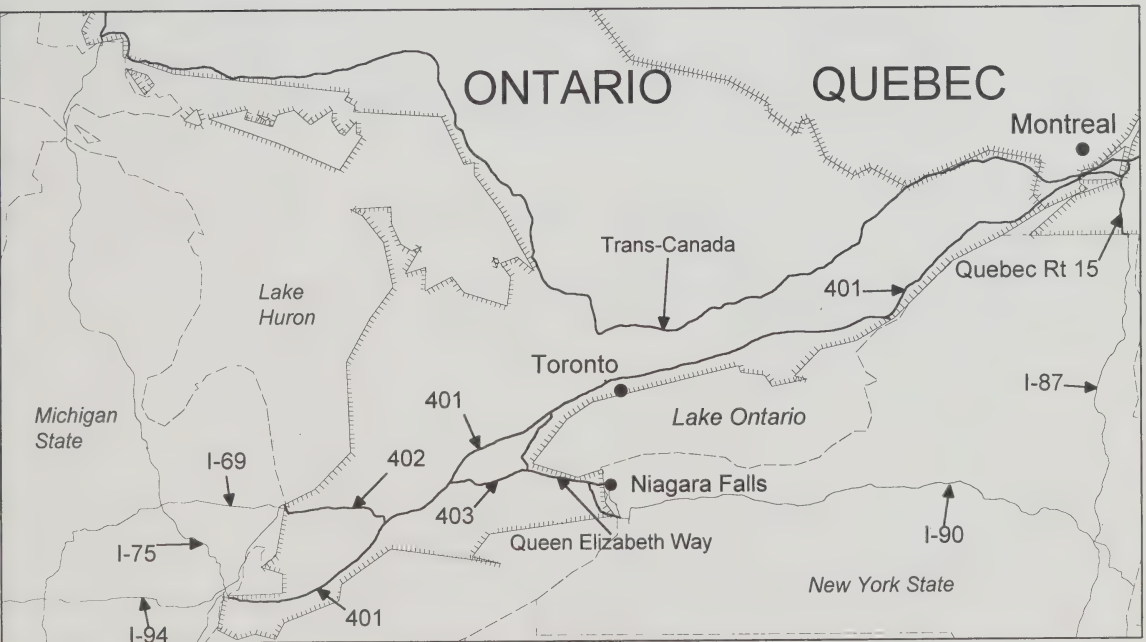 ONTARIO
QUEBEC
Montreal
Trans-Canada
Quebec Rt 15
401
Lake
Huron
Toronto
I-87
Michigan
State
401
Lake Ontario
I-69
402
Niagara Falls
403
I-75
Queen Elizabeth Way
I-90
New York State
401
I-94